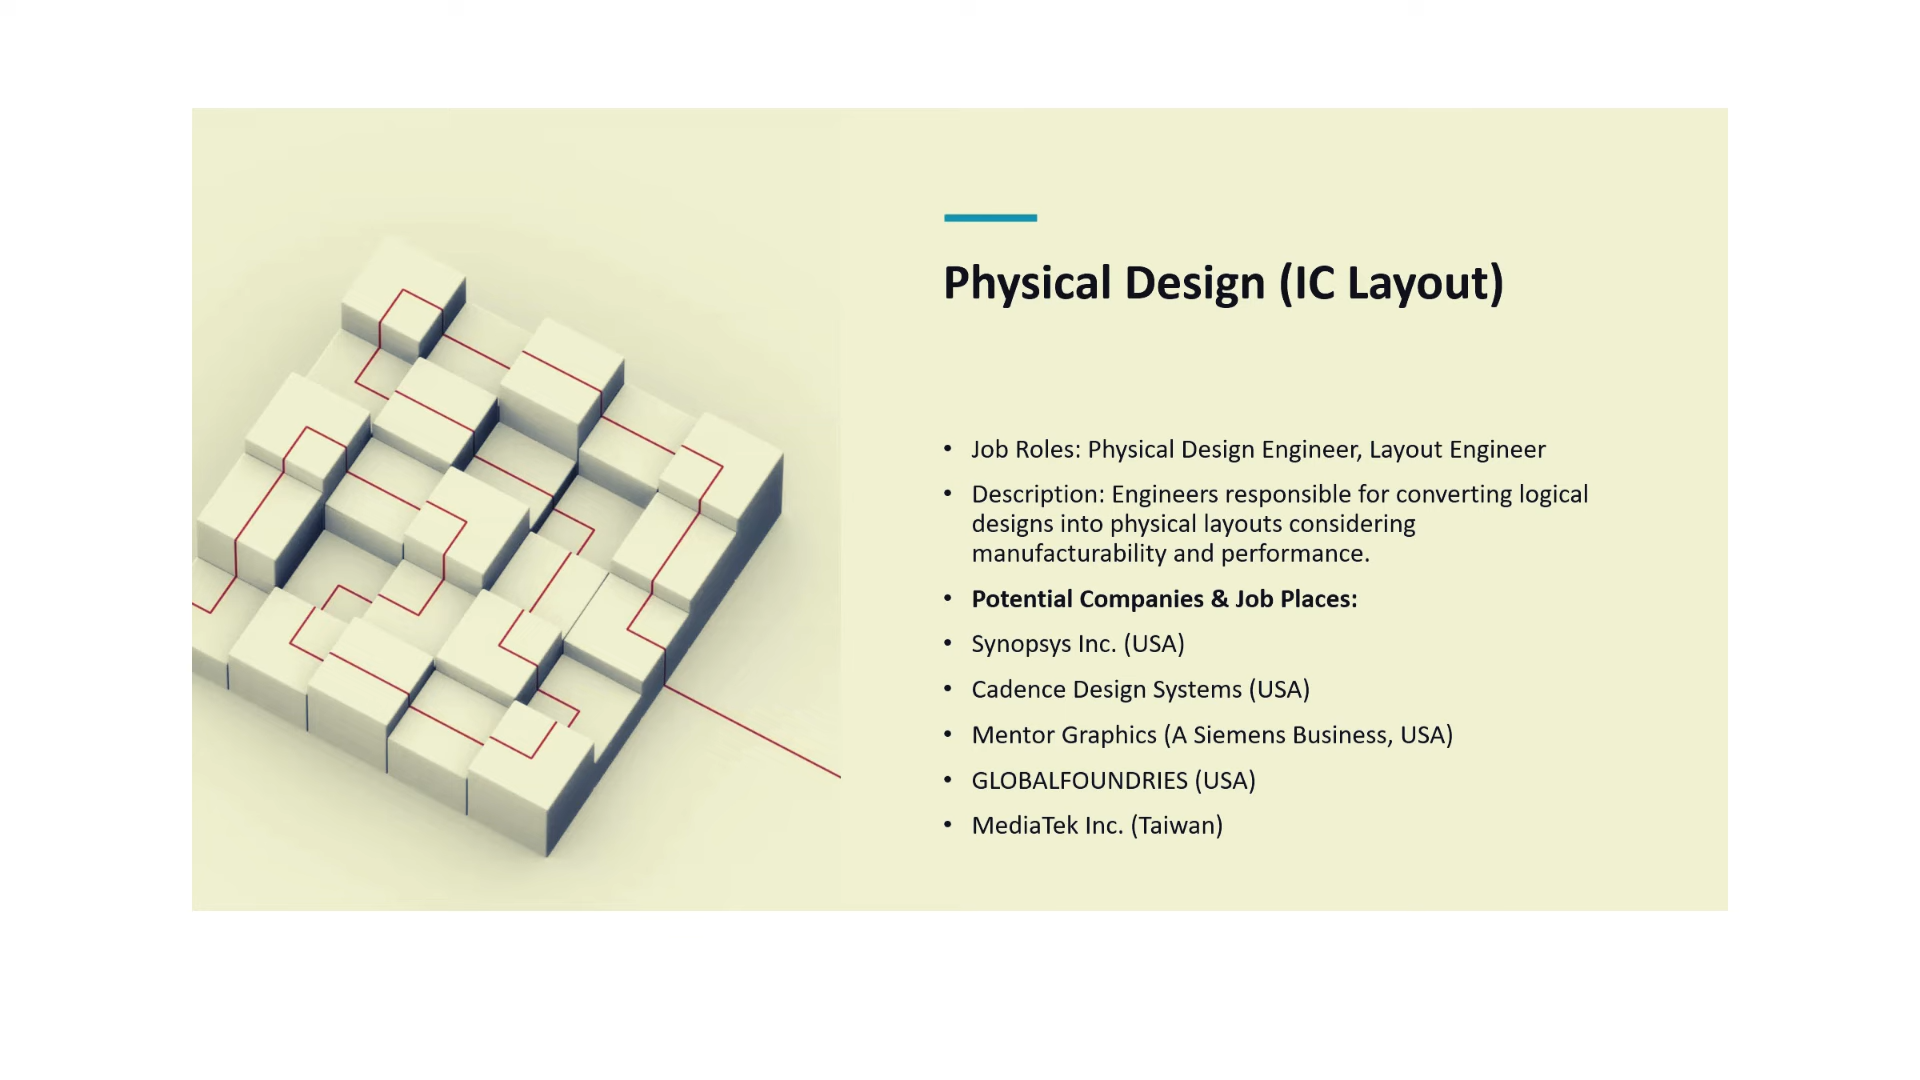 Physical Design (IC Layout)
• Job Roles: Physical Design Engineer, Layout Engineer
• Description: Engineers responsible for converting logical
designs into physical layouts considering
manufacturability and performance.
• Potential Companies & Job Places:
• Synopsys Inc. (USA)
• Cadence Design Systems (USA)
• Mentor Graphics (A Siemens Business, USA)
• GLOBALFOUNDRIES (USA)
• MediaTek Inc. (Taiwan)